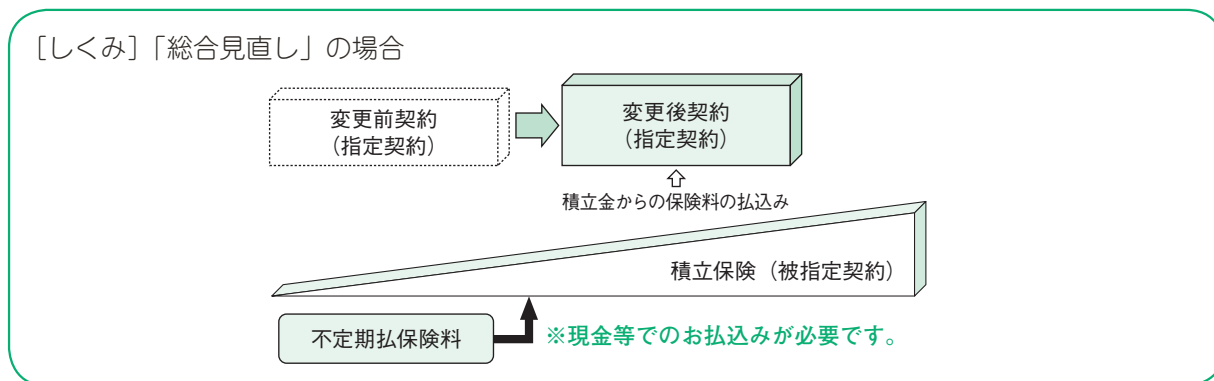 ［しくみ］「総合見直し」の場合
変更前契約
（指定契約）
変更後契約
（指定契約）
積立金からの保険料の払込み
積立保険（被指定契約）
不定期払保険料
※現金等でのお払込みが必要です。